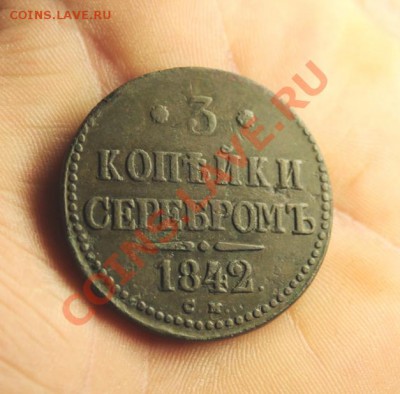 COINS.LAVE.RU
· 3 ·
КОПѢЙКИ
СЕРЕБРОМЪ
1842.
С М
COINS.LAVE.RU